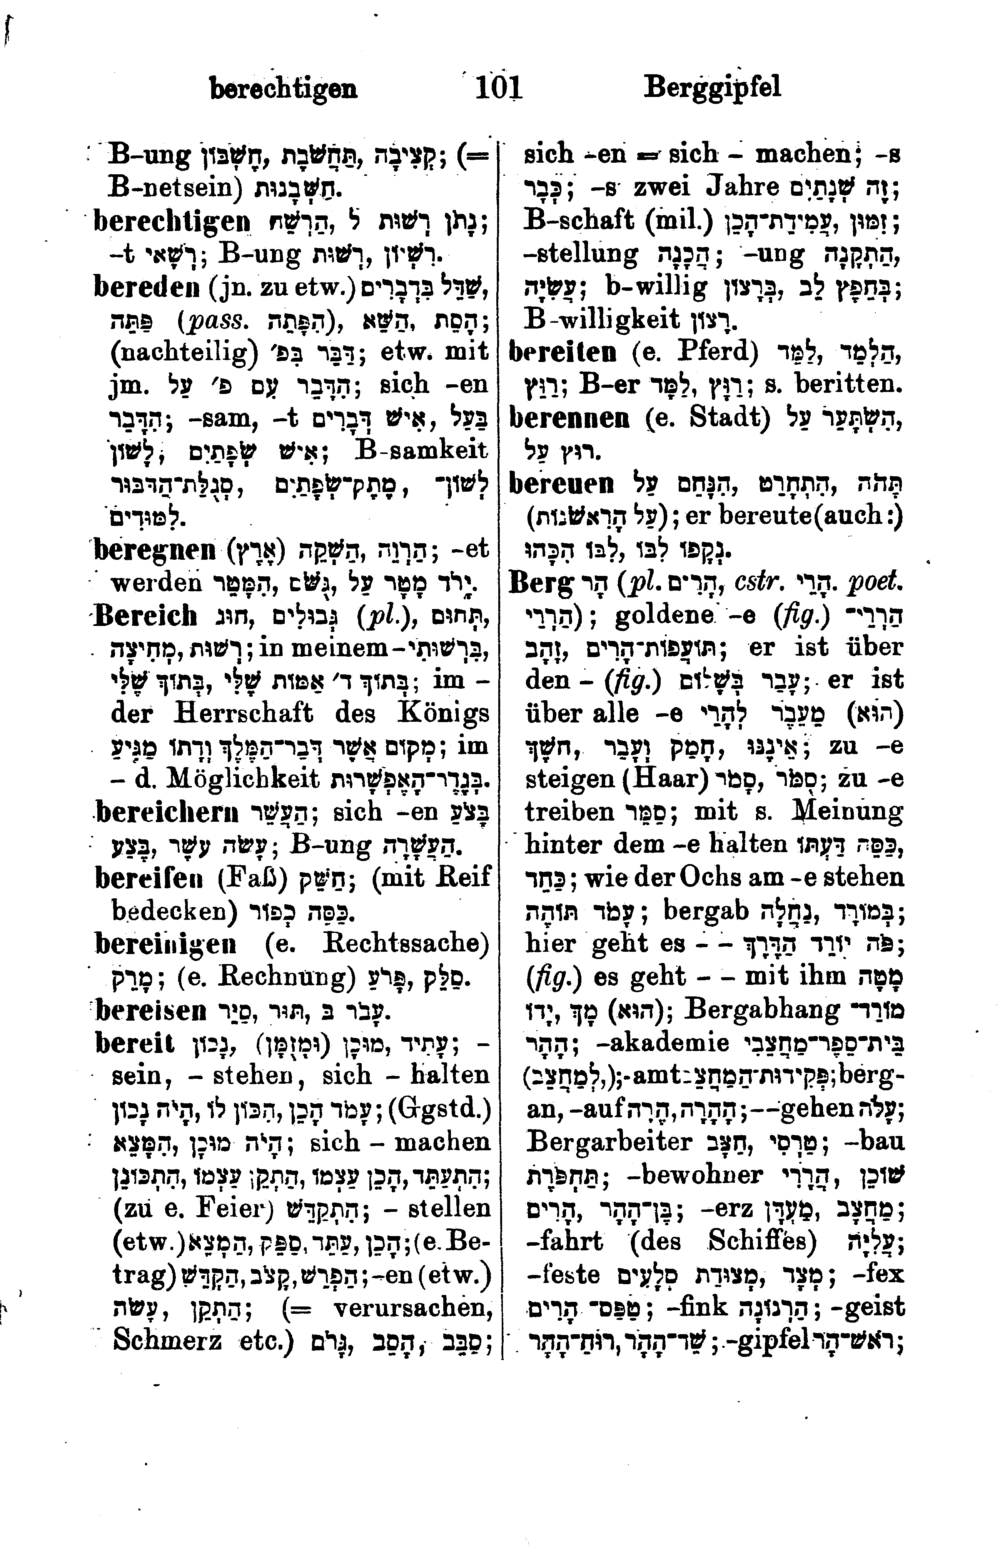 berechtigen 101 Berggipfel
B-ung קְצִיבָה, תַּחֲשֹׁבֶת, חֶשְׁבּוֹן; (=
B-netsein) חַשְׁבָנוּת.
berechtigen נָתֹן רְשׁוּת לְ, הַרְשֵׁה;
-t רְשָׁאִי; B-ung רִשְׁיוֹן, רְשׁוּת.
bereden (jn. zu etw.) שַׁדֵּל בִּדְבָרִים,
הָסֵת, הַשֵּׁא, (pass. הִפָּתֵה) פַּתֵּה;
(nachteilig) דַּבֵּר בִּפ'; etw. mit
jm. הִדָּבֵר עִם פ' עַל; sich -en
הִדָּבֵר; -sam, -t אִישׁ דְּבָרִים, בַּעַל
לָשׁוֹן, אִישׁ שְׂפָתַיִם; B-samkeit
לְשׁוֹן־, מֶתֶק־שְׂפָתַיִם, סְגֻלַּת־הַדִּבּוּר
לִמּוּדִים.
beregnen (אֶרֶץ) הַרְוֵה, הַשְׁקֵה; -et
werden יָרֹד מָטָר עַל, גֻּשַּׁם, הִמָּטֵר.
Bereich תְּחוּם, (pl.) גְּבוּלִים, חוּג,
רְשׁוּת, מְחִיצָה; in meinem - בִּרְשׁוּתִי,
בְּתוֹךְ ד' אַמּוֹת שֶׁלִּי, בְּתוֹךְ שֶׁלִּי; im -
der Herrschaft des Königs
מְקוֹם אֲשֶׁר דְּבַר־הַמֶּלֶךְ וְדָתוֹ מַגִּיעַ; im
- d. Möglichkeit בְּגֶדֶר־הָאֶפְשָׁרוּת.
bereichern הַעֲשֵׁר; sich -en בָּצֹעַ
בֶּצַע, עָשֹׂה עֹשֶׁר; B-ung הַעֲשָׁרָה.
bereifen (Faß) חַשֵּׁק; (mit Reif
bedecken) כַּסֵּה כְפוֹר.
bereinigen (e. Rechtssache)
מָרֵק; (e. Rechnung) סַלֵּק, פָּרֹעַ.
bereisen עָבֹר בְּ, תּוּר, סַיֵּר.
bereit עָתִיד, מוּכָן (וּמְזֻמָּן), נָכוֹן; -
sein, - stehen, sich - halten
עָמֹד הָכֵן, הִכּוֹן לְ, הָיֹה נָכוֹן; (Ggstd.)
הָיֹה מוּכָן, הִמָּצֵא; sich - machen
הִתְעַתֵּד, הָכֵן עַצְמוֹ, הַתְקֵן עַצְמוֹ, הִתְכּוֹנֵן;
(zu e. Feier) הִתְקַדֵּשׁ; - stellen
(etw.) הָכֵן, עַתֵּד, סַפֵּק, הַמְצֵא; (e. Be-
trag) הַפְרֵשׁ, קָצֹב, הַקְדֵּשׁ; -en (etw.)
הַתְקֵן, עָשֹׂה; (= verursachen,
Schmerz etc.) סַבֵּב, הָסֵב, גָּרֹם;
sich -en = sich - machen; -s
כְּבָר; -s zwei Jahre זֶה שְׁנָתַיִם;
B-schaft (mil.) זִמּוּן, עֲמִידַת־הָכֵן;
-stellung הֲכָנָה; -ung הַתְקָנָה,
עֲשִׂיָּה; b-willig בְּחֵפֶץ לֵב, בְּרָצוֹן;
B-willigkeit רָצוֹן.
bereiten (e. Pferd) הַלְמֵד, לַמֵּד,
רַוֵּץ; B-er רַוָּץ, לַמָּד; s. beritten.
berennen (e. Stadt) הִשְׂתָּעֵר עַל,
רוּץ עַל.
bereuen תָּהֹה, הִתְחָרֵט, הִנָּחֵם עַל
(עַל הָרִאשֹׁנוֹת); er bereute (auch:)
נְקָפוֹ לִבּוֹ, לִבּוֹ הִכָּהוּ.
Berg הַר (pl. הָרִים, cstr. הָרֵי. poet.
הַרְרֵי); goldene -e (fig.) הַרְרֵי־
זָהָב, תּוֹעֲפוֹת־הָרִים; er ist über
den - (fig.) עָבַר בְּשָׁלוֹם; er ist
über alle -e (הוּא) מֵעֵבֶר לְהָרֵי
חֹשֶׁךְ, חָמַק וְעָבַר, אֵינֶנּוּ; zu -e
steigen (Haar) סָמֹר, סָמֹר; zu -e
treiben סַמֵּר; mit s. Meinung
hinter dem -e halten כַּסֵּה דַעְתּוֹ,
כַּחֵד; wie der Ochs am -e stehen
עָמֹד תּוֹהֶה; bergab בְּמוֹרָד, נַחֲלָה;
hier geht es - - פֹּה יוֹרֵד הַדָּרֶךְ;
(fig.) es geht - - mit ihm מָטָה
יָדוֹ, מָךְ (הוּא); Bergabhang מוֹרַד־
הָהָר; -akademie בֵּית־סֵפֶר־מַחֲצָבִי
(לְמַחֲצָב); -amt פְּקִידוּת־הַמַּחְצָב; berg-
an, -auf הָהָרָה, הֶרָה; --gehen עָלֹה;
Bergarbeiter טַרְסִי, חַצָּב; -bau
תַּחְפֹּרֶת; -bewohner הֲרָרִי, שׁוֹכֵן
הָרִים, בֶּן־הָהָר; -erz מַחֲצָב, מַעֲדָן;
-fahrt (des Schiffes) עֲלִיָּה;
-feste מְצָד, מְצוּדַת סְלָעִים; -fex
טַפַּס־ הָרִים; -fink הַרְגּוֹנָה; -geist
שַׂר־הָהָר, רוּחַ־הָהָר; -gipfel רֹאשׁ־הָהָר;